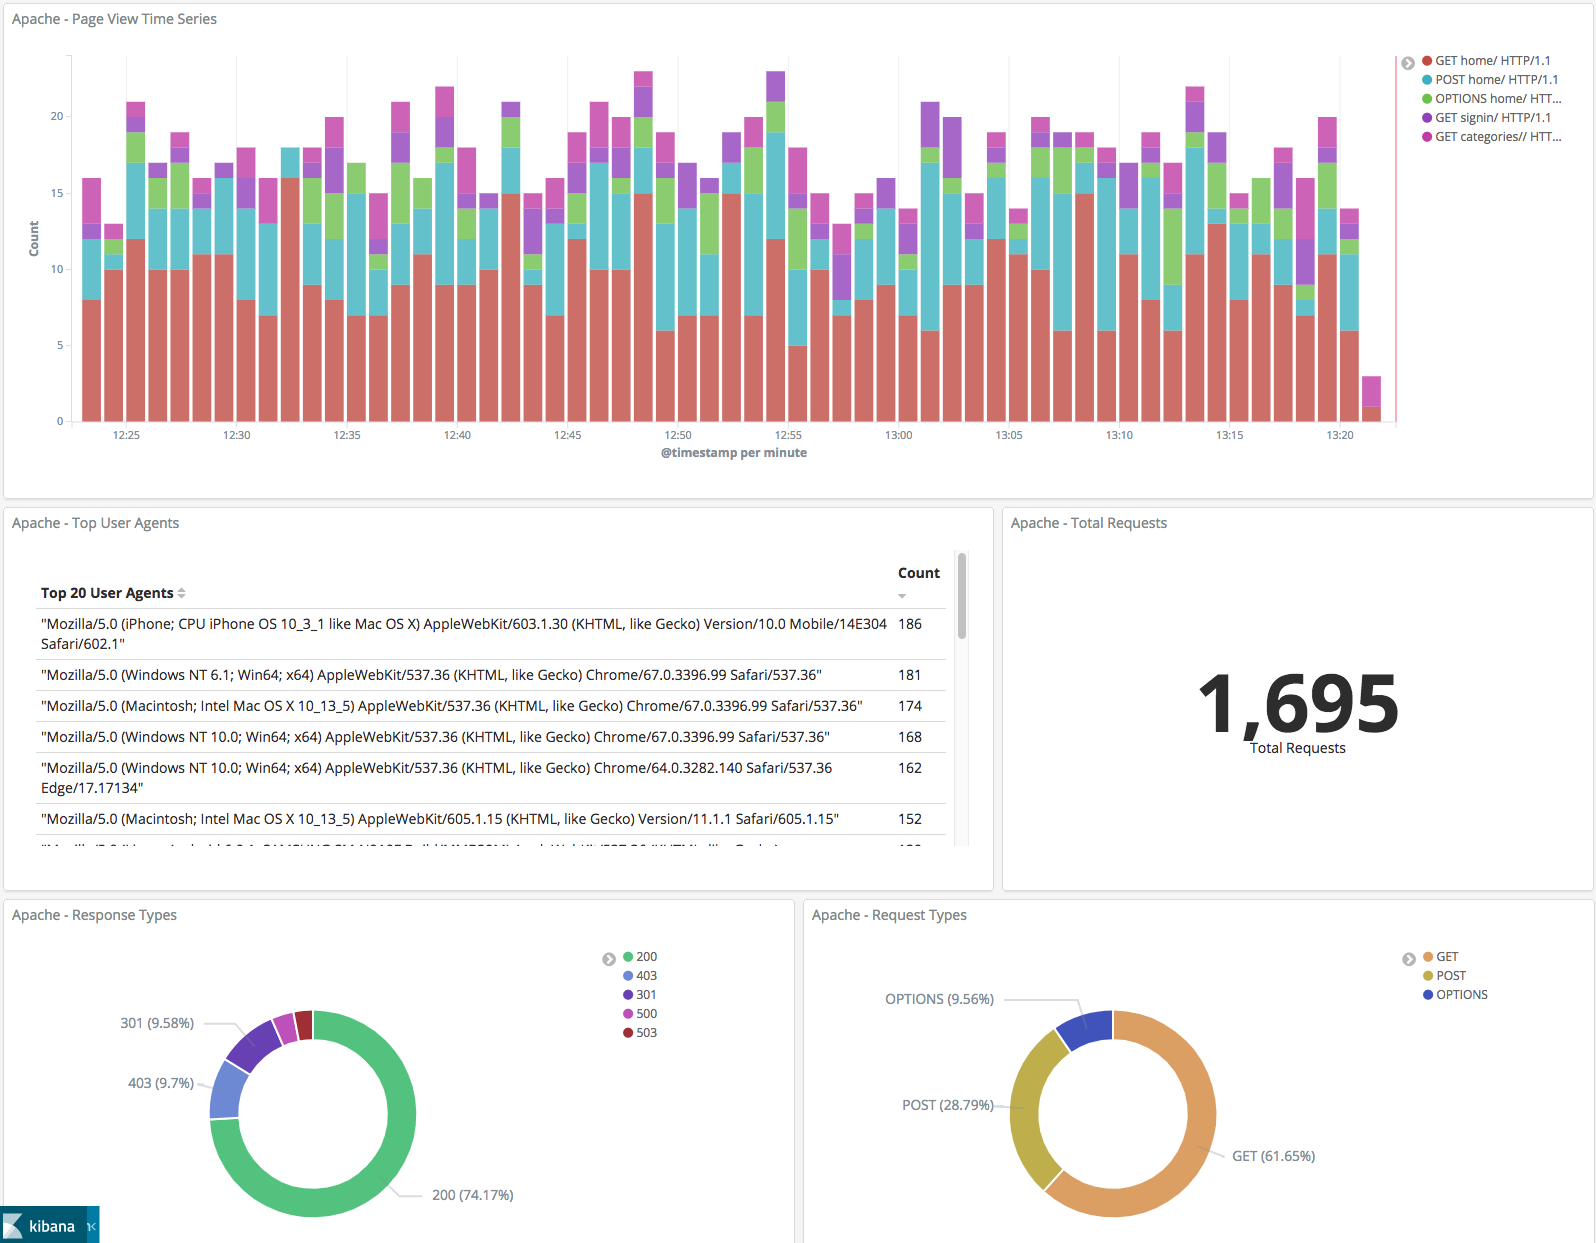 Apache - Page View Time Series
GET home/ HTTP/1.1
POST home/ HTTP/1.1
OPTIONS home/ HTT...
GET signin/ HTTP/1.1
GET categories// HTT...
Count
20
15
10
5
0
12:25 12:30 12:35 12:40 12:45 12:50 12:55 13:00 13:05 13:10 13:15 13:20
@timestamp per minute
Apache - Top User Agents
Top 20 User Agents Count
"Mozilla/5.0 (iPhone; CPU iPhone OS 10_3_1 like Mac OS X) AppleWebKit/603.1.30 (KHTML, like Gecko) Version/10.0 Mobile/14E304 186
Safari/602.1"
"Mozilla/5.0 (Windows NT 6.1; Win64; x64) AppleWebKit/537.36 (KHTML, like Gecko) Chrome/67.0.3396.99 Safari/537.36" 181
"Mozilla/5.0 (Macintosh; Intel Mac OS X 10_13_5) AppleWebKit/537.36 (KHTML, like Gecko) Chrome/67.0.3396.99 Safari/537.36" 174
"Mozilla/5.0 (Windows NT 10.0; Win64; x64) AppleWebKit/537.36 (KHTML, like Gecko) Chrome/67.0.3396.99 Safari/537.36" 168
"Mozilla/5.0 (Windows NT 10.0; Win64; x64) AppleWebKit/537.36 (KHTML, like Gecko) Chrome/64.0.3282.140 Safari/537.36 162
Edge/17.17134"
"Mozilla/5.0 (Macintosh; Intel Mac OS X 10_13_5) AppleWebKit/605.1.15 (KHTML, like Gecko) Version/11.1.1 Safari/605.1.15" 152
Apache - Total Requests
1,695
Total Requests
Apache - Response Types
200
403
301
500
503
301 (9.58%)
403 (9.7%)
200 (74.17%)
Apache - Request Types
GET
POST
OPTIONS
OPTIONS (9.56%)
POST (28.79%)
GET (61.65%)
kibana